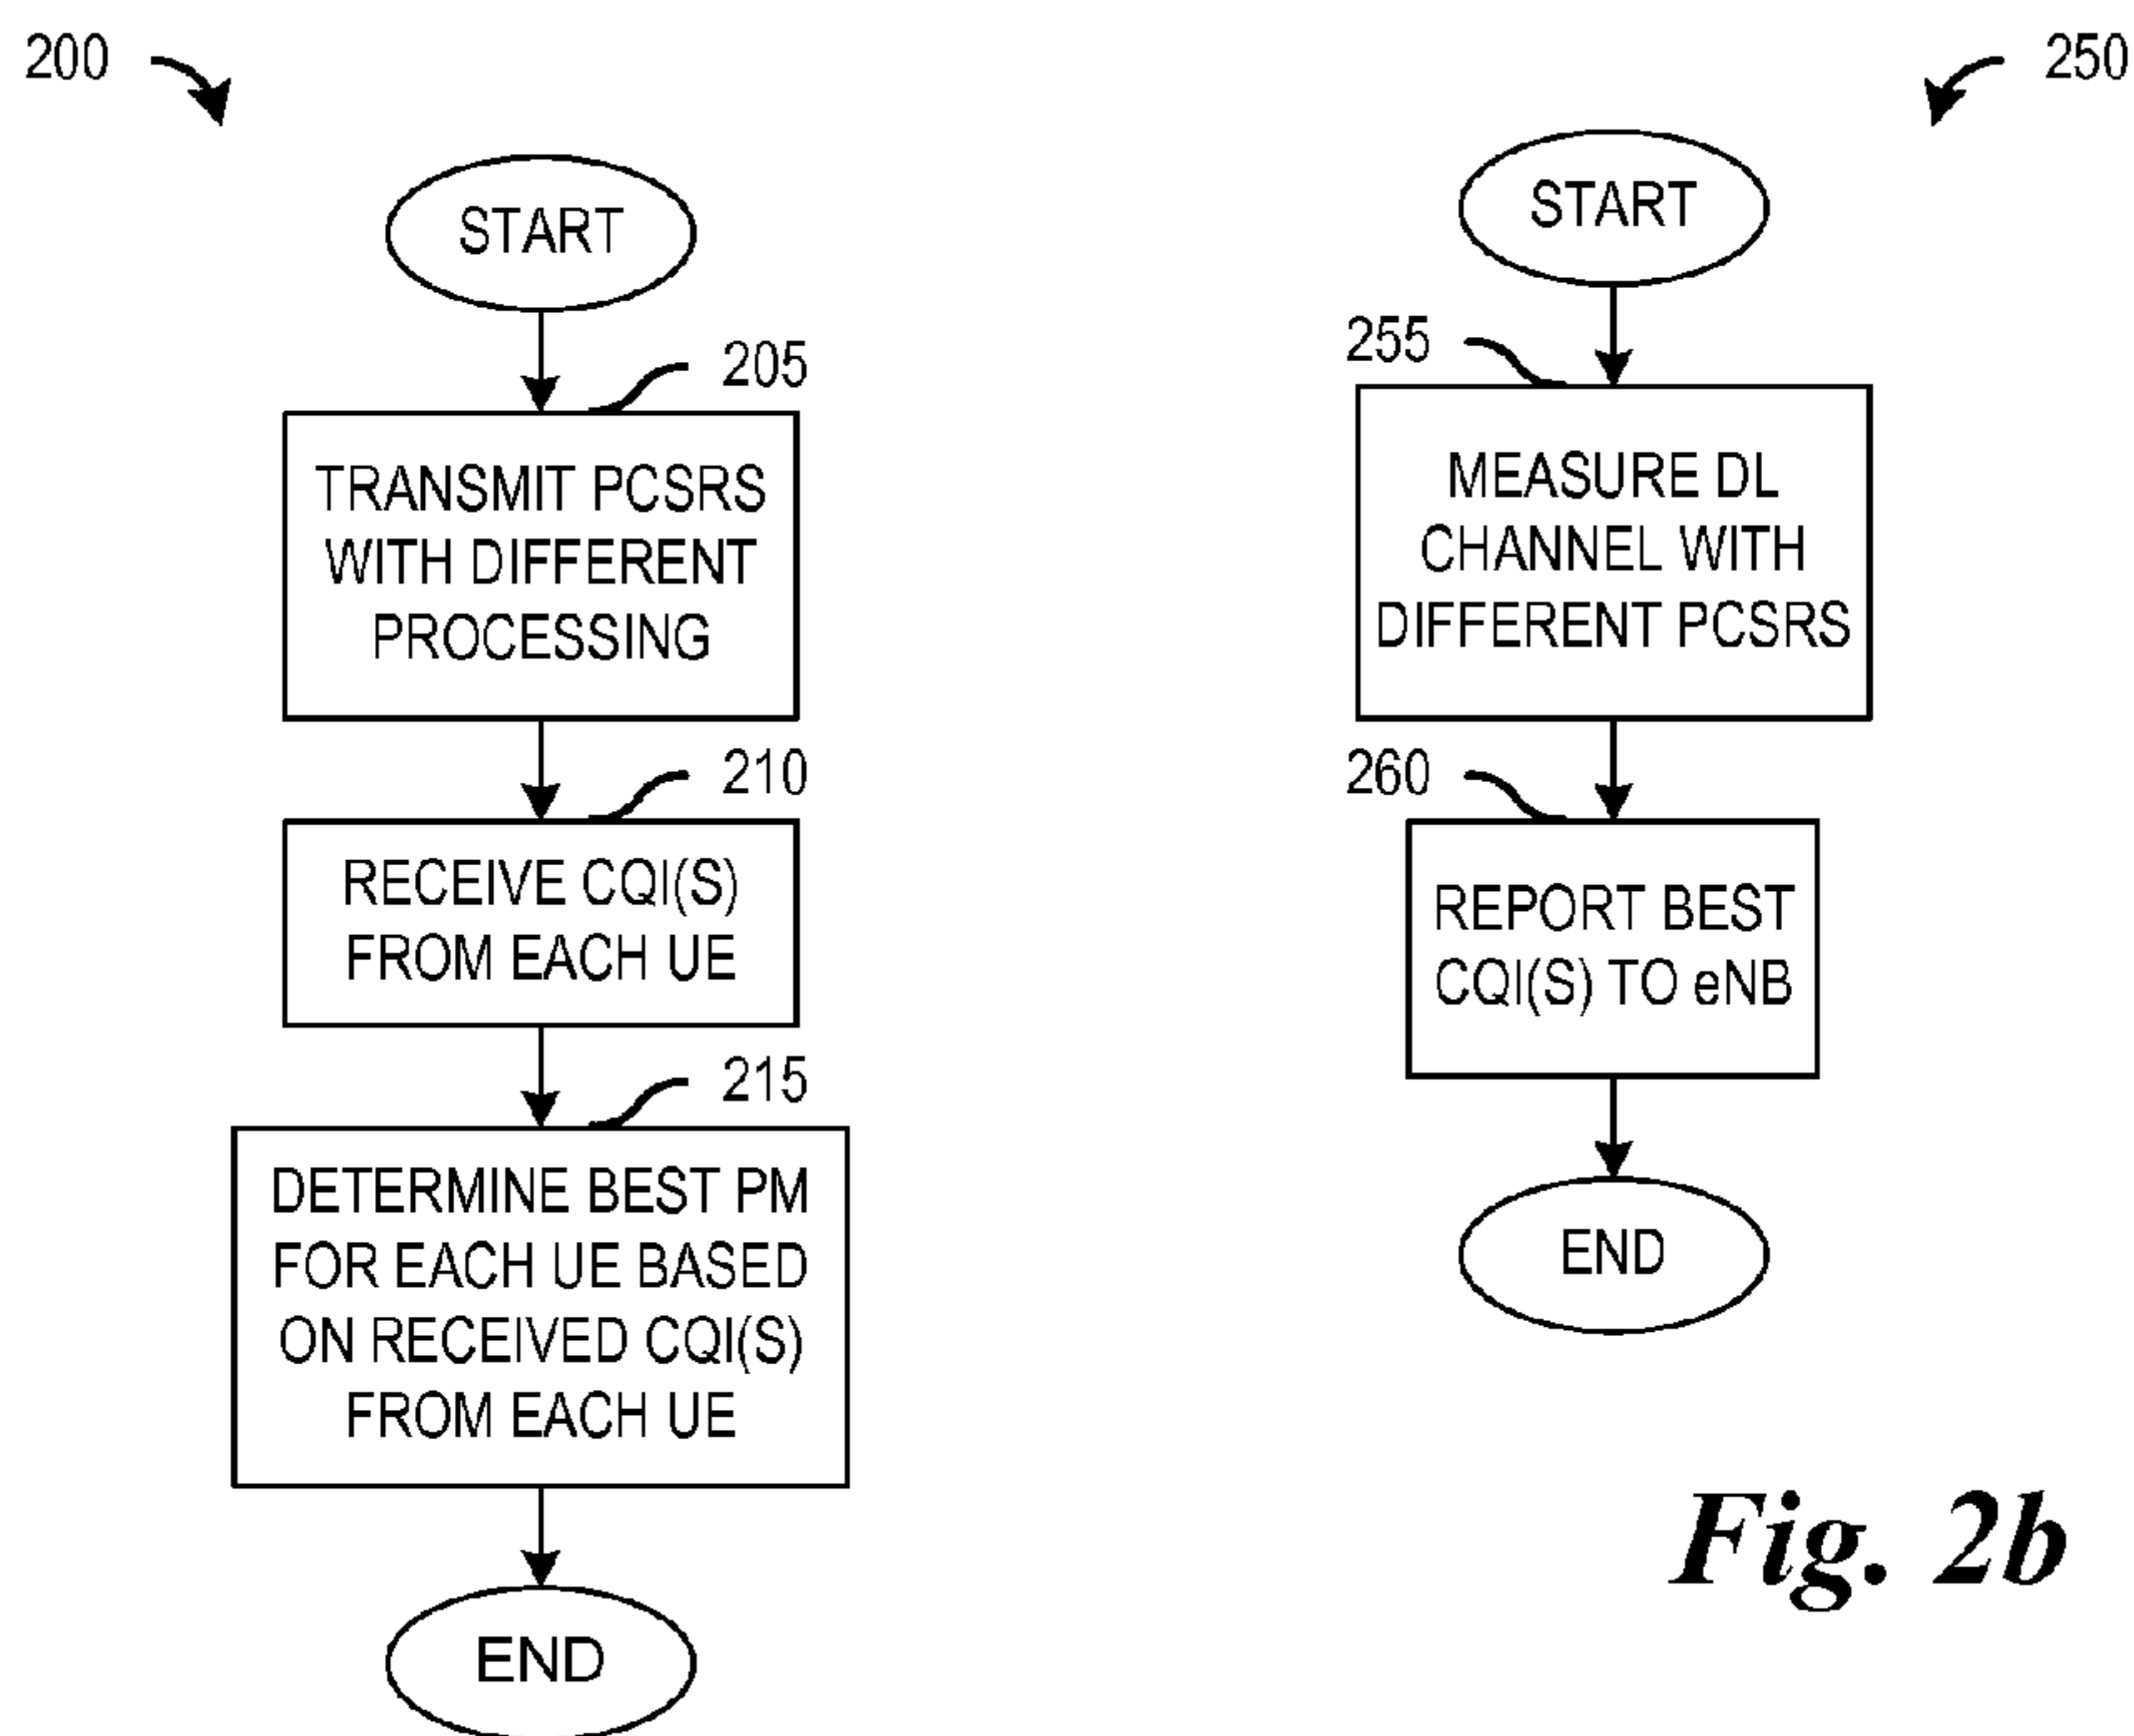 200
START
205
TRANSMIT PCSRS
WITH DIFFERENT
PROCESSING
210
RECEIVE CQI(S)
FROM EACH UE
215
DETERMINE BEST PM
FOR EACH UE BASED
ON RECEIVED CQI(S)
FROM EACH UE
END
250
START
255
MEASURE DL
CHANNEL WITH
DIFFERENT PCSRS
260
REPORT BEST
CQI(S) TO eNB
END
Fig. 2b